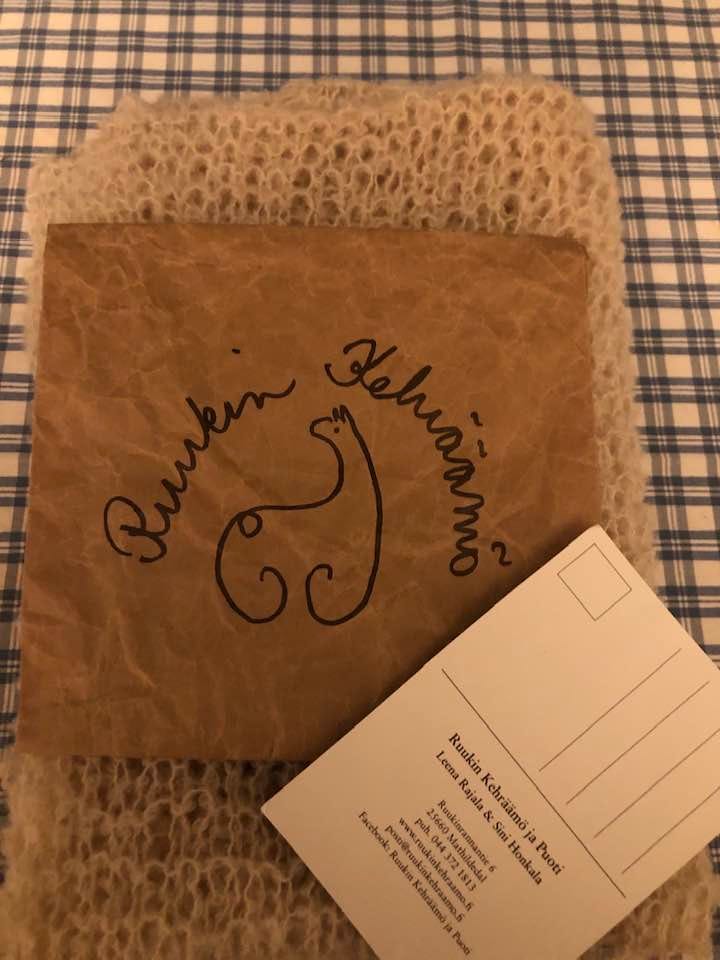 Ruukin Kehräämö
Ruukin Kehräämö ja Puoti
Leena Rajala & Sini Honkala
Ruukinrannantie 6
25660 Mathildedal
puh. 044 372 1813
www.ruukinkehraamo.fi
posti@ruukinkehraamo.fi
Facebook: Ruukin Kehräämö ja Puoti